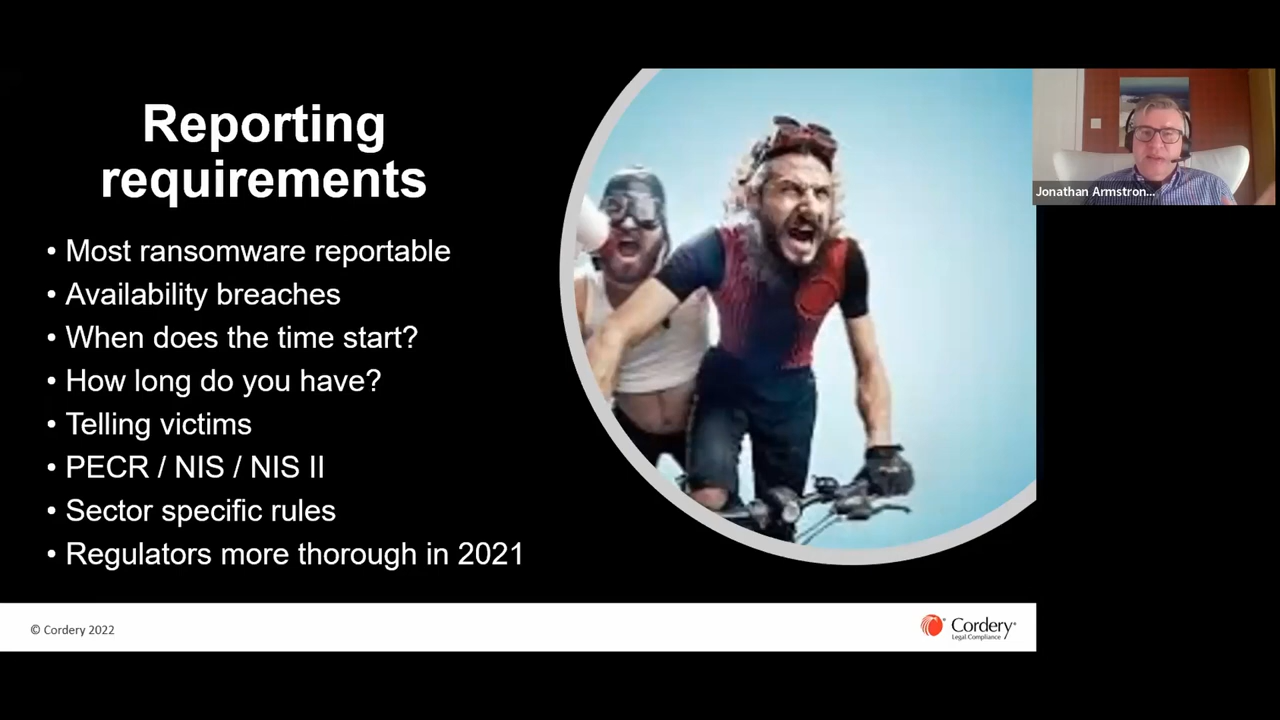 Reporting
requirements
• Most ransomware reportable
• Availability breaches
• When does the time start?
• How long do you have?
• Telling victims
• PECR / NIS / NIS II
• Sector specific rules
• Regulators more thorough in 2021
Jonathan Armstron...
© Cordery 2022
Cordery
Legal Compliance